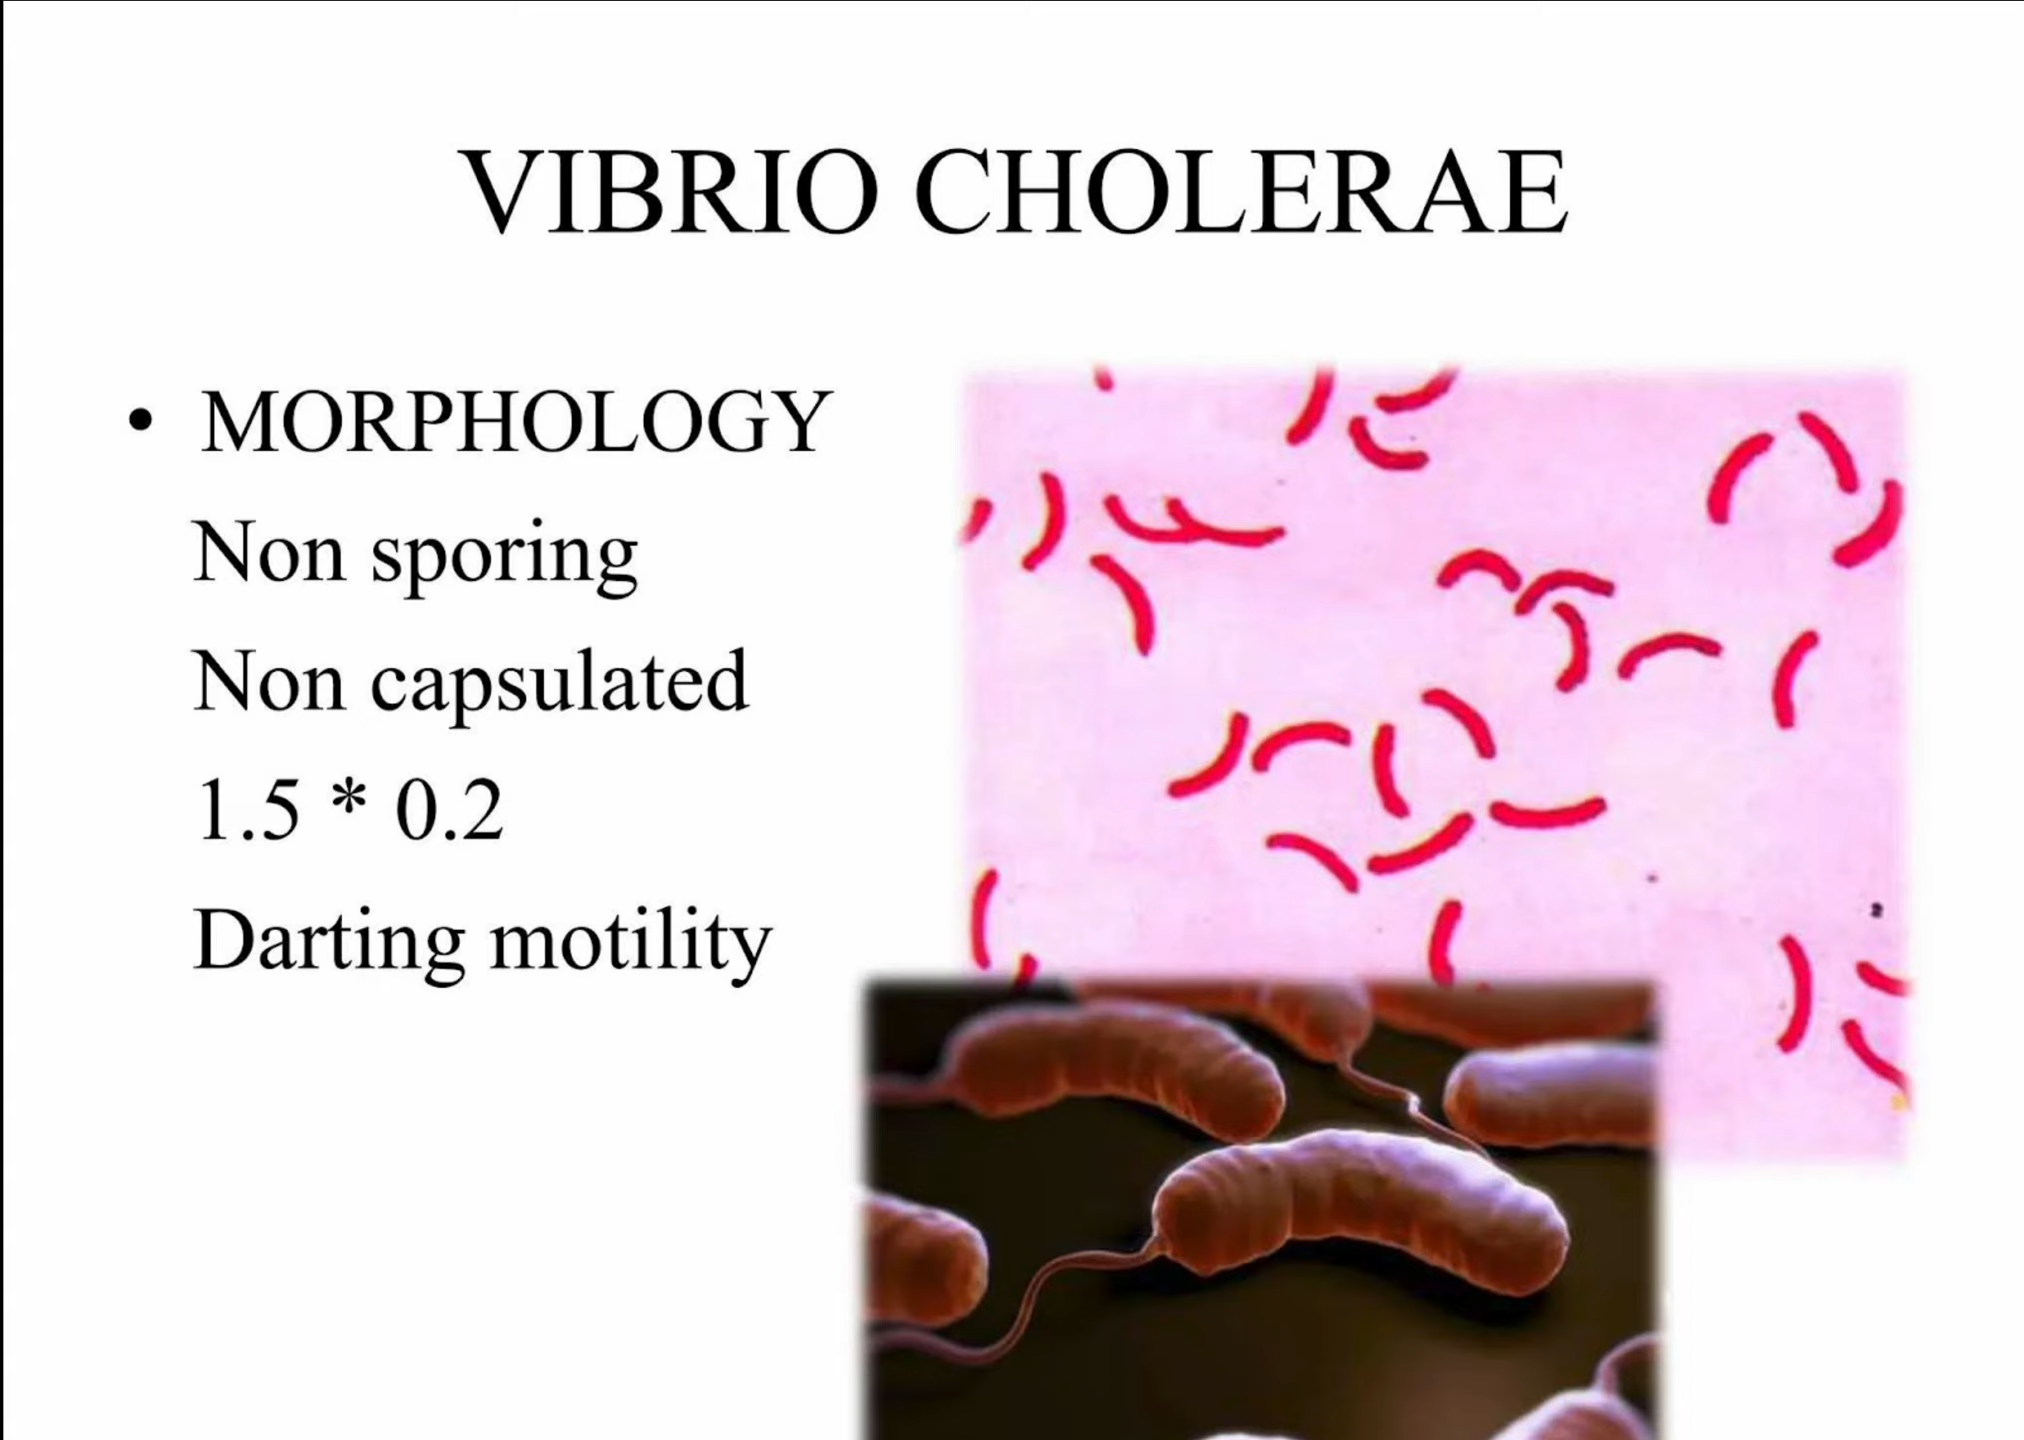 VIBRIO CHOLERAE
• MORPHOLOGY
Non sporing
Non capsulated
1.5 * 0.2
Darting motility